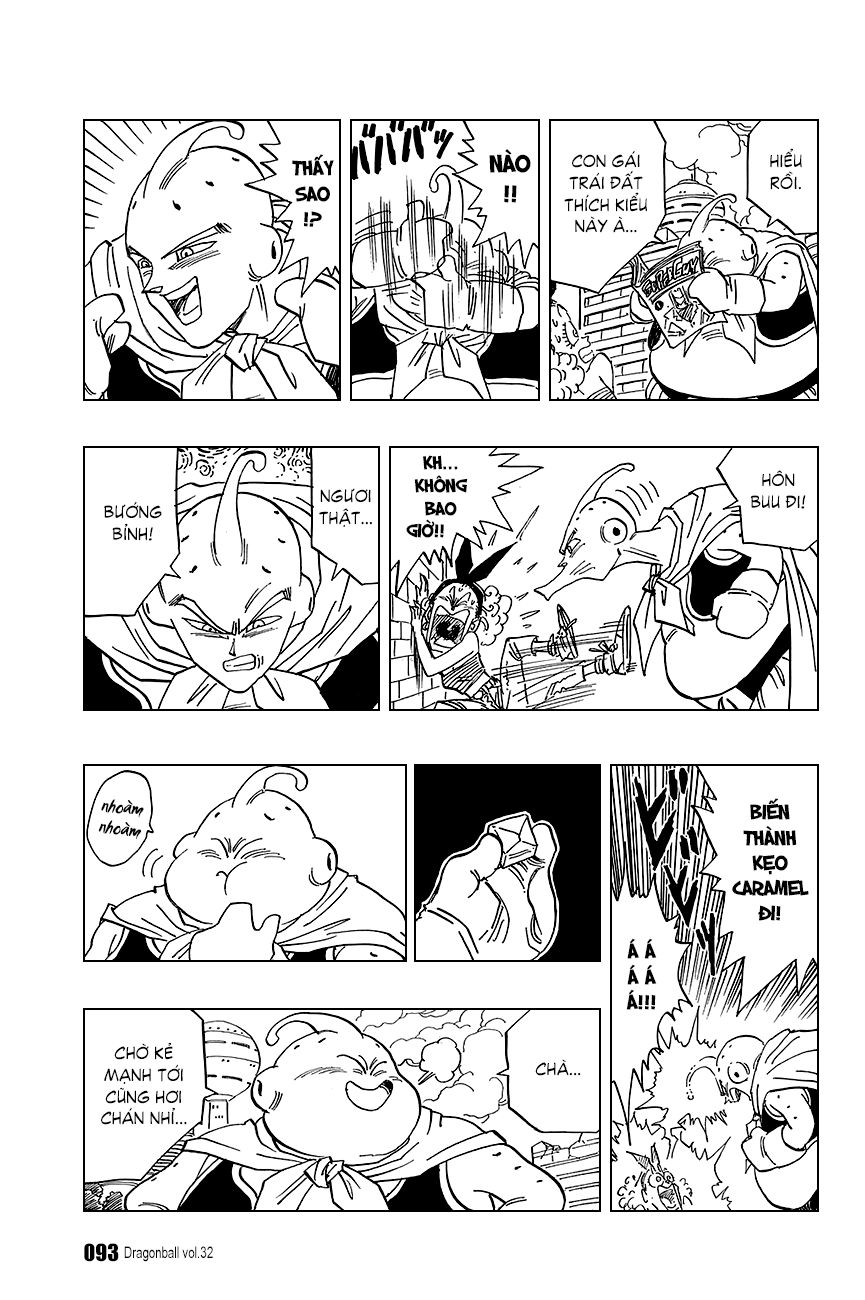 HIỂU
RỒI.
CON GÁI
TRÁI ĐẤT
THÍCH KIỂU
NÀY À...
NÀO
!!
THẤY
SAO
!?
HÔN
BUU ĐI!
KH...
KHÔNG
BAO
GIỜ!!
NGƯƠI
THẬT...
BƯỚNG
BỈNH!
BIẾN
THÀNH
KẸO
CARAMEL
ĐI!
Á Á
Á Á
Á!!!
nhoàm
nhoàm
CHÀ...
CHỜ KẺ
MẠNH TỚI
CŨNG HƠI
CHÁN NHỈ...
093 Dragonball vol.32